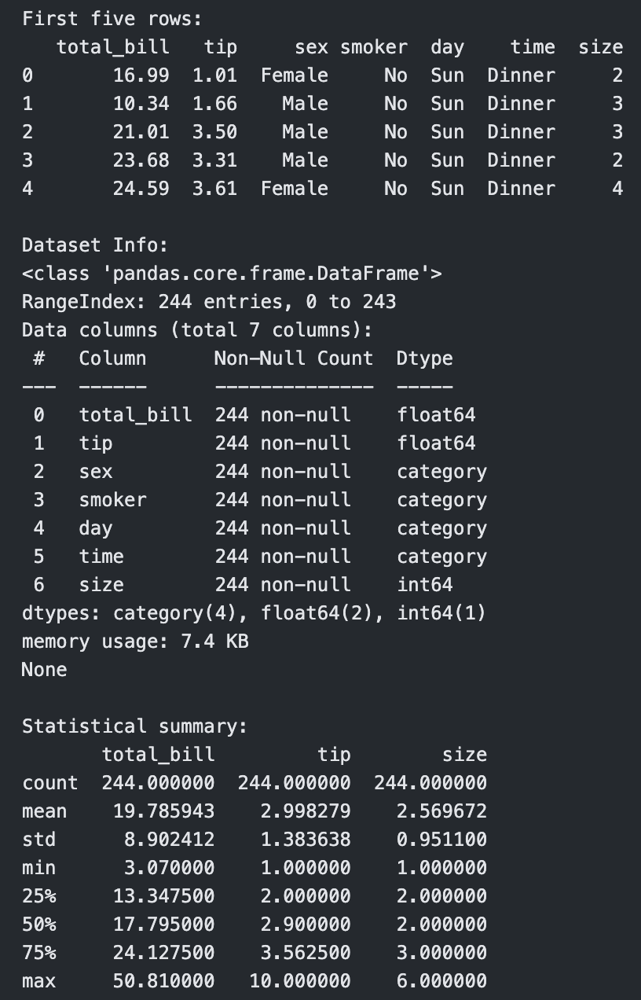 First five rows:
   total_bill   tip     sex smoker  day    time  size
0       16.99  1.01  Female     No  Sun  Dinner     2
1       10.34  1.66    Male     No  Sun  Dinner     3
2       21.01  3.50    Male     No  Sun  Dinner     3
3       23.68  3.31    Male     No  Sun  Dinner     2
4       24.59  3.61  Female     No  Sun  Dinner     4

Dataset Info:
<class 'pandas.core.frame.DataFrame'>
RangeIndex: 244 entries, 0 to 243
Data columns (total 7 columns):
 #   Column      Non-Null Count  Dtype
---  ------      --------------  -----
 0   total_bill  244 non-null    float64
 1   tip         244 non-null    float64
 2   sex         244 non-null    category
 3   smoker      244 non-null    category
 4   day         244 non-null    category
 5   time        244 non-null    category
 6   size        244 non-null    int64
dtypes: category(4), float64(2), int64(1)
memory usage: 7.4 KB
None

Statistical summary:
       total_bill         tip        size
count  244.000000  244.000000  244.000000
mean    19.785943    2.998279    2.569672
std      8.902412    1.383638    0.951100
min      3.070000    1.000000    1.000000
25%     13.347500    2.000000    2.000000
50%     17.795000    2.900000    2.000000
75%     24.127500    3.562500    3.000000
max     50.810000   10.000000    6.000000